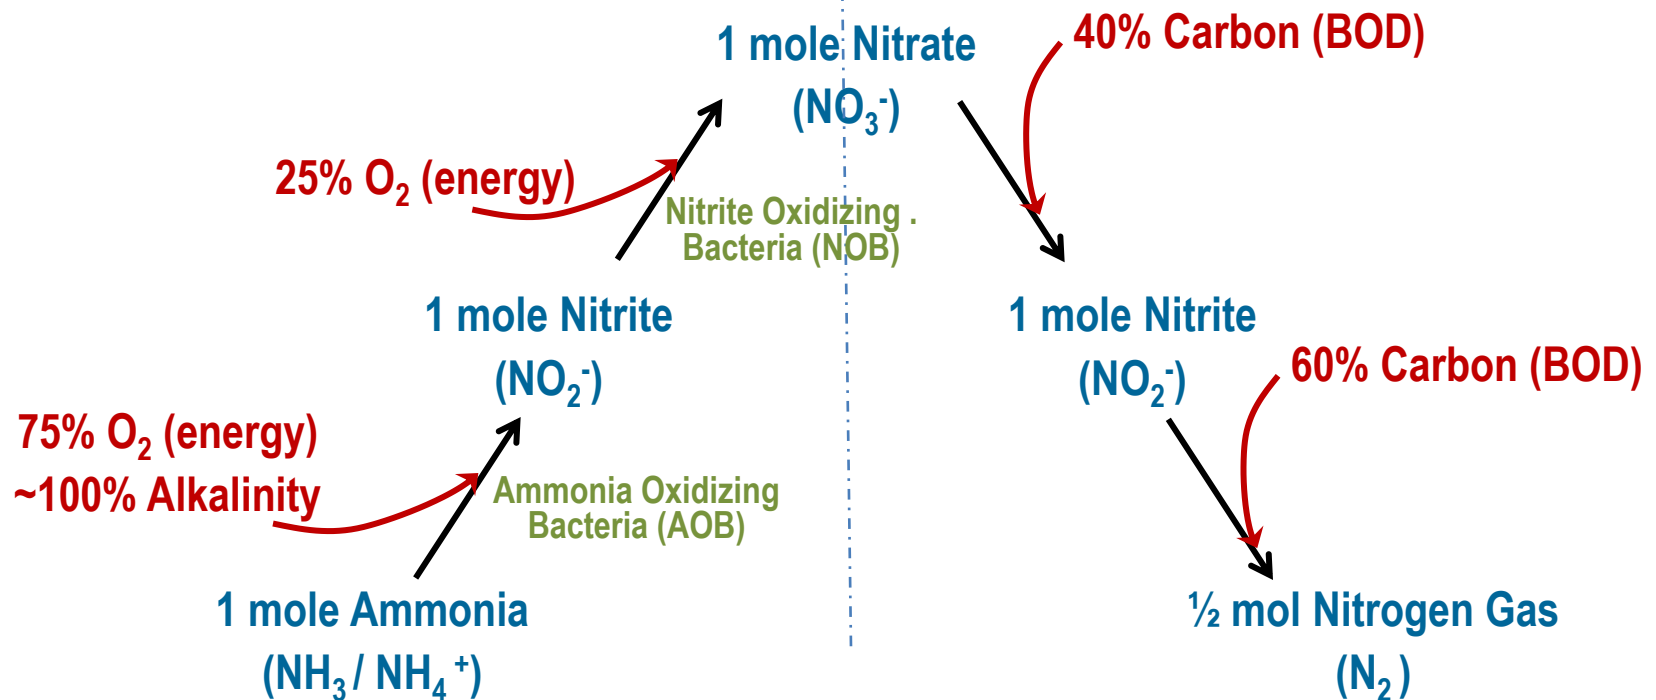 1 mole Nitrate
(NO₃⁻)
40% Carbon (BOD)
25% O₂ (energy)
Nitrite Oxidizing .
Bacteria (NOB)
1 mole Nitrite
(NO₂⁻)
1 mole Nitrite
(NO₂⁻)
60% Carbon (BOD)
75% O₂ (energy)
~100% Alkalinity
Ammonia Oxidizing
Bacteria (AOB)
1 mole Ammonia
(NH₃ / NH₄ ⁺)
½ mol Nitrogen Gas
(N₂ )